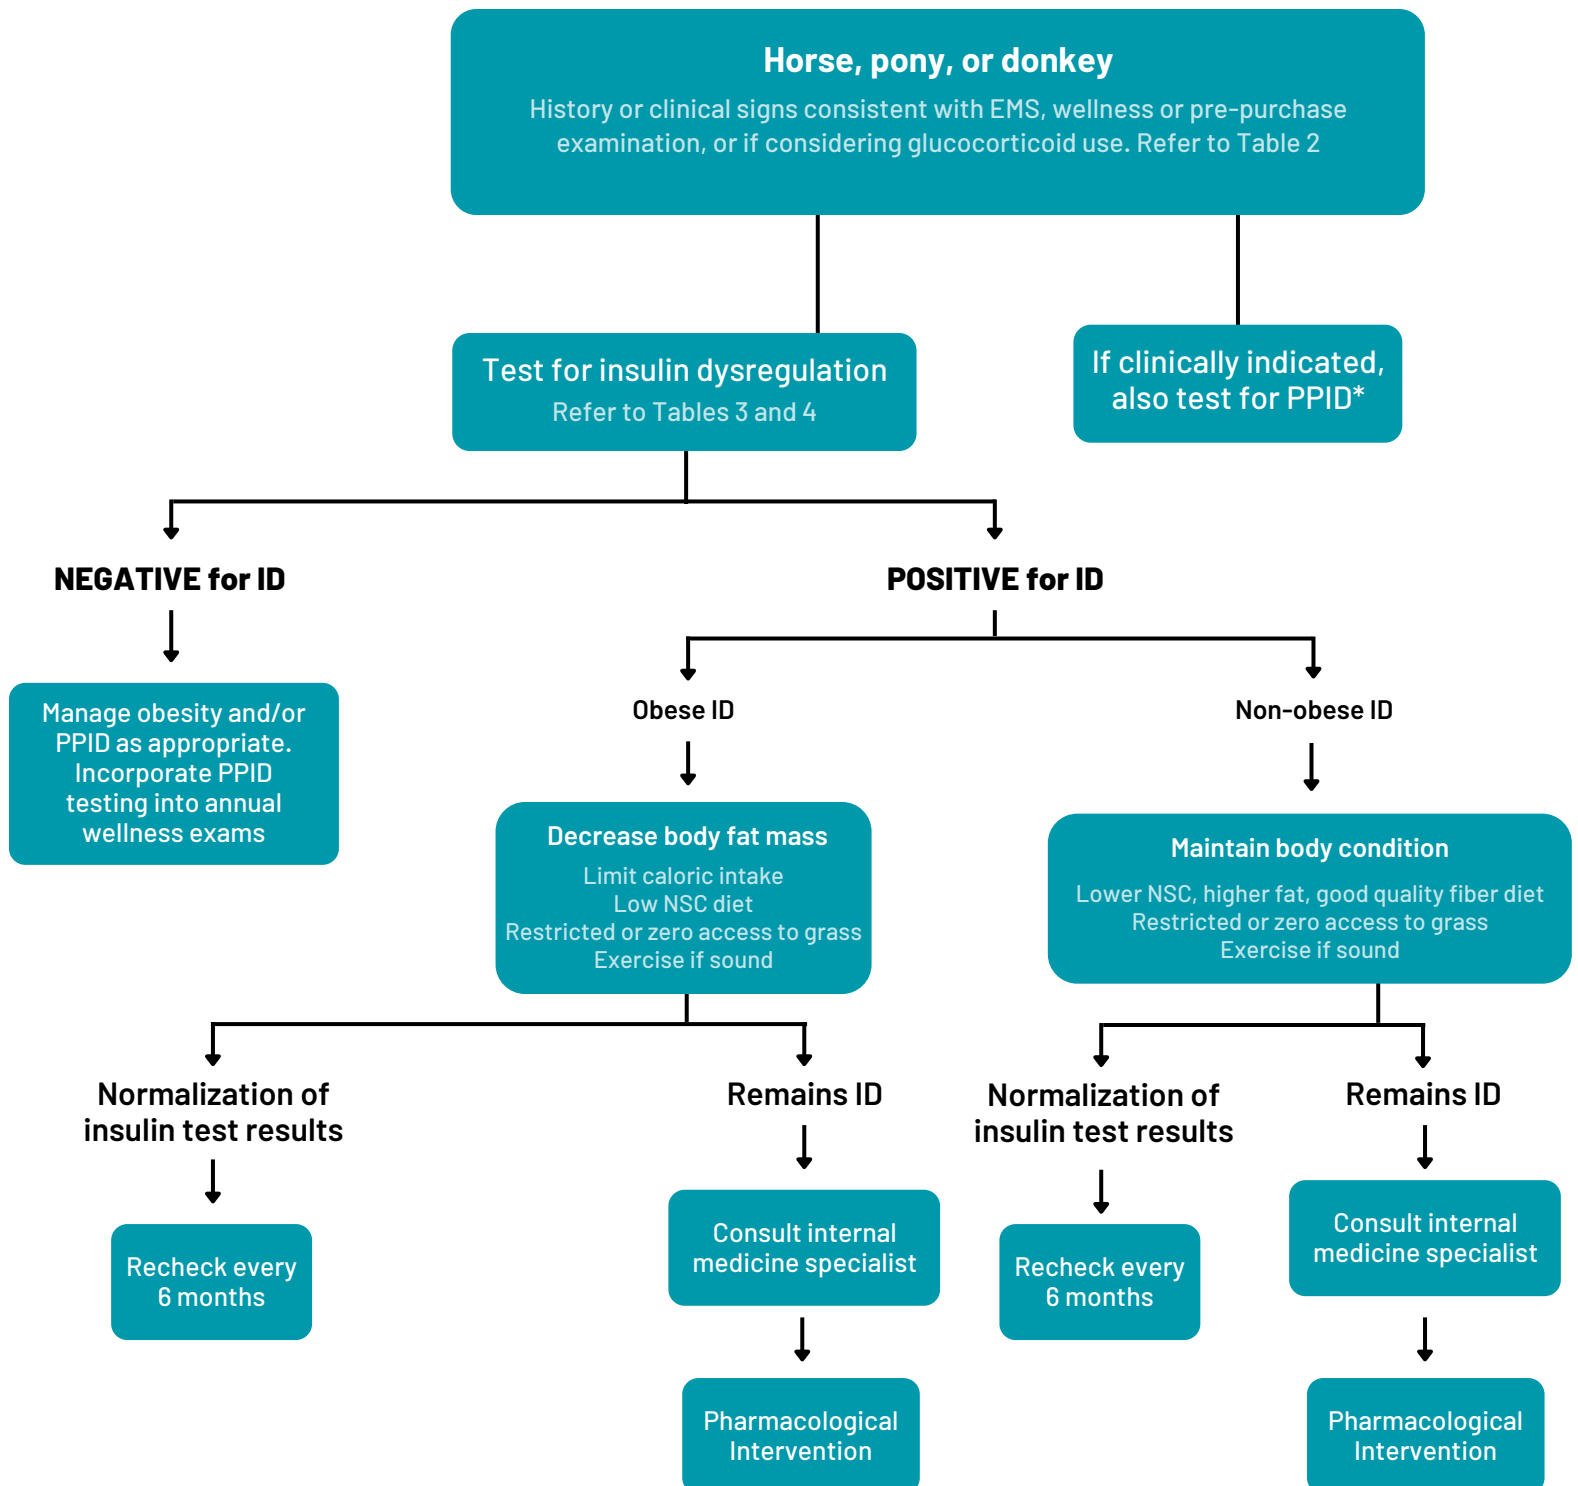 Horse, pony, or donkey
History or clinical signs consistent with EMS, wellness or pre-purchase
examination, or if considering glucocorticoid use. Refer to Table 2
Test for insulin dysregulation
Refer to Tables 3 and 4
If clinically indicated,
also test for PPID*
NEGATIVE for ID
POSITIVE for ID
Manage obesity and/or
PPID as appropriate.
Incorporate PPID
testing into annual
wellness exams
Obese ID
Non-obese ID
Decrease body fat mass
Limit caloric intake
Low NSC diet
Restricted or zero access to grass
Exercise if sound
Maintain body condition
Lower NSC, higher fat, good quality fiber diet
Restricted or zero access to grass
Exercise if sound
Normalization of
insulin test results
Remains ID
Normalization of
insulin test results
Remains ID
Recheck every
6 months
Consult internal
medicine specialist
Recheck every
6 months
Consult internal
medicine specialist
Pharmacological
Intervention
Pharmacological
Intervention